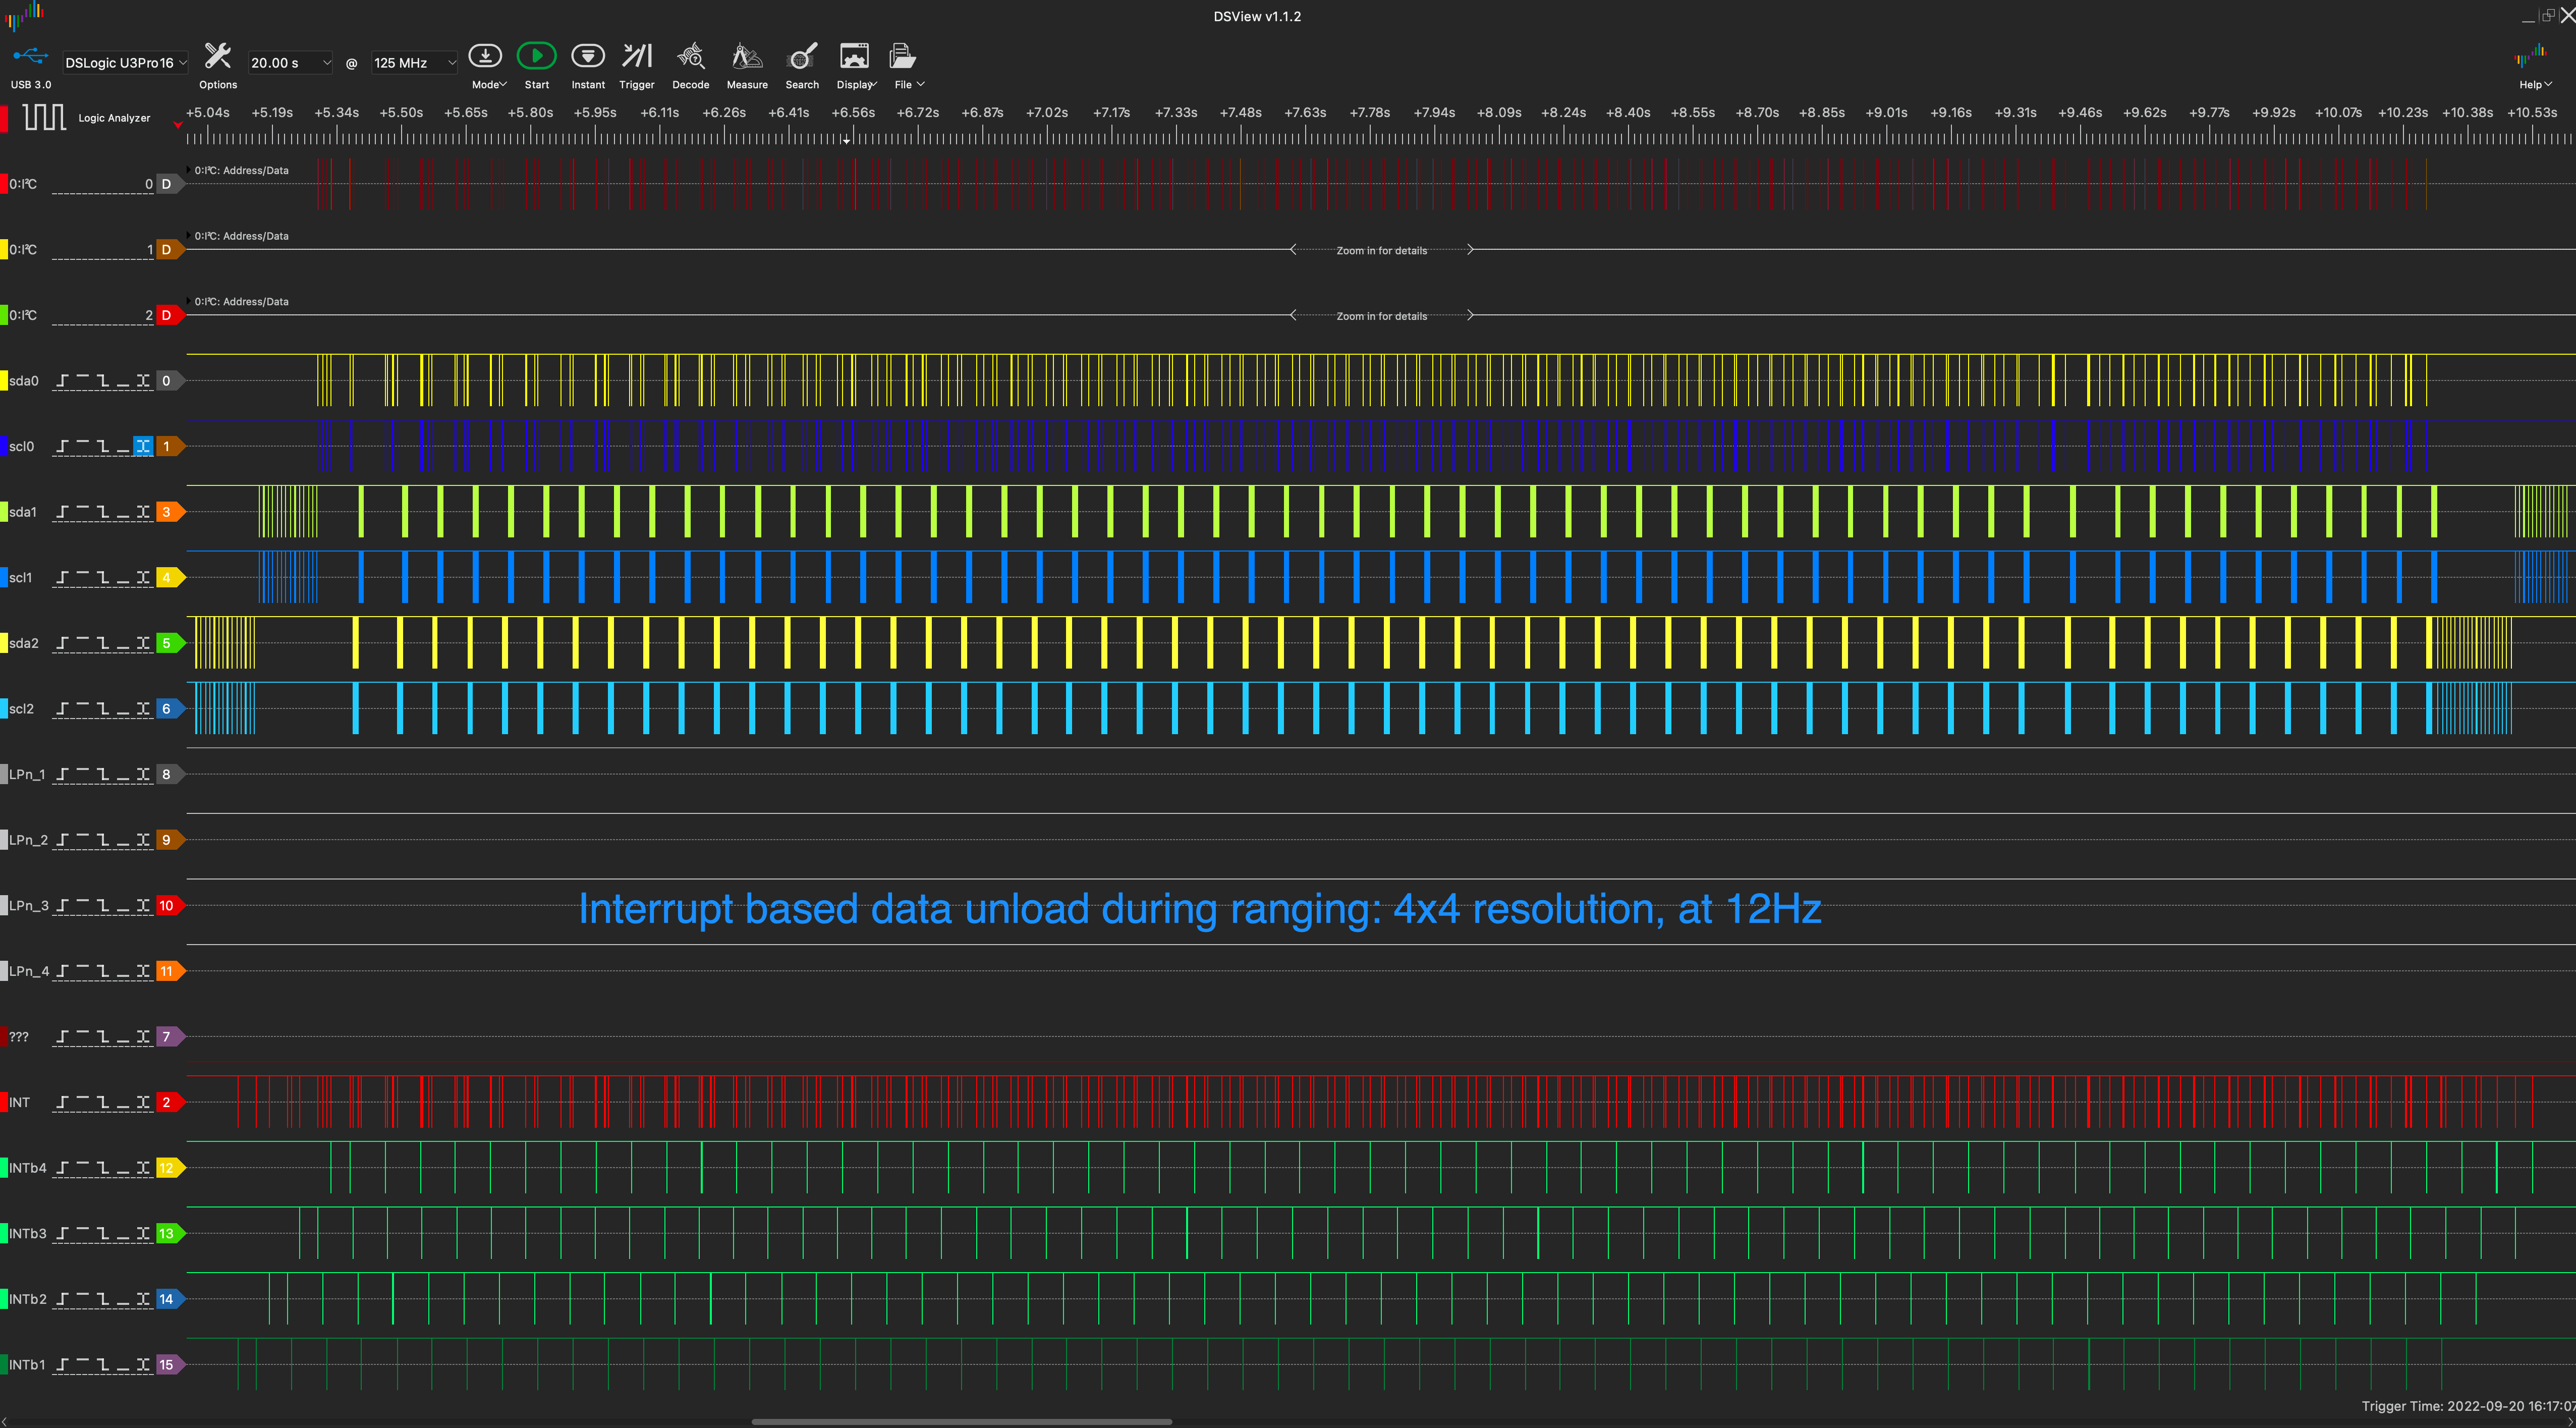 DSView v1.1.2
DSLogic U3Pro16 20.00 s @ 125 MHz
USB 3.0 Options Mode Start Instant Trigger Decode Measure Search Display File Help
Logic Analyzer
+5.04s +5.19s +5.34s +5.50s +5.65s +5.80s +5.95s +6.11s +6.26s +6.41s +6.56s +6.72s +6.87s +7.02s +7.17s +7.33s +7.48s +7.63s +7.78s +7.94s +8.09s +8.24s +8.40s +8.55s +8.70s +8.85s +9.01s +9.16s +9.31s +9.46s +9.62s +9.77s +9.92s +10.07s +10.23s +10.38s +10.53s
0:I²C 0 D 0:I²C: Address/Data
0:I²C 1 D 0:I²C: Address/Data Zoom in for details
0:I²C 2 D 0:I²C: Address/Data Zoom in for details
sda0 0
scl0 1
sda1 3
scl1 4
sda2 5
scl2 6
LPn_1 8
LPn_2 9
LPn_3 10
Interrupt based data unload during ranging: 4x4 resolution, at 12Hz
LPn_4 11
??? 7
INT 2
INTb4 12
INTb3 13
INTb2 14
INTb1 15
Trigger Time: 2022-09-20 16:17:07